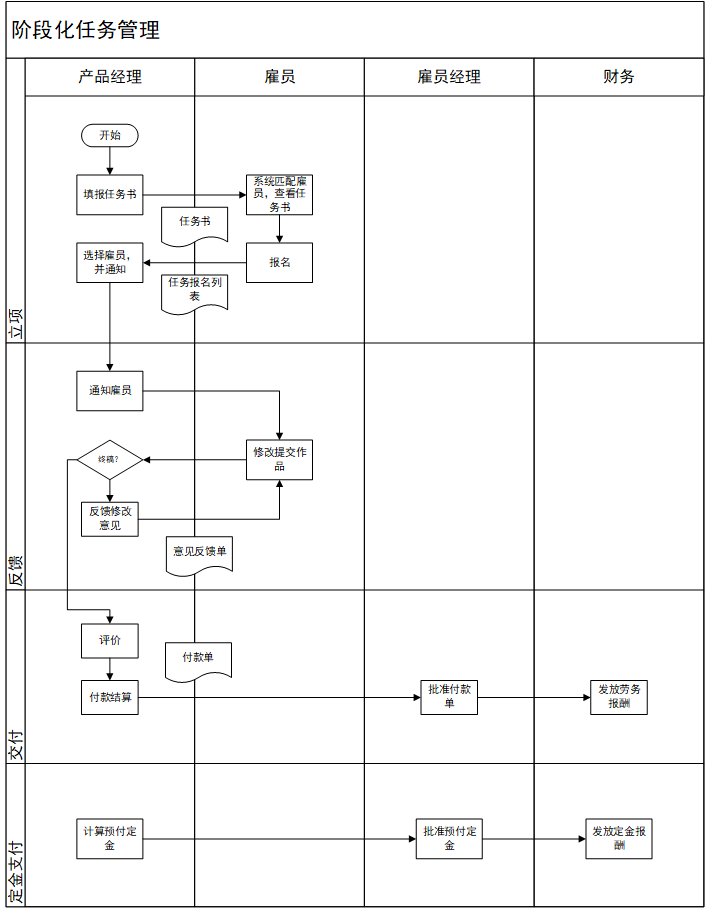 阶段化任务管理
产品经理
雇员
雇员经理
财务
立项
开始
填报任务书
系统匹配雇
员，查看任
务书
任务书
选择雇员，
并通知
报名
任务报名列
表
反馈
通知雇员
终稿?
修改提交作
品
反馈修改
意见
意见反馈单
交付
评价
付款单
付款结算
批准付款
单
发放劳务
报酬
定金支付
计算预付定
金
批准预付定
金
发放定金报
酬